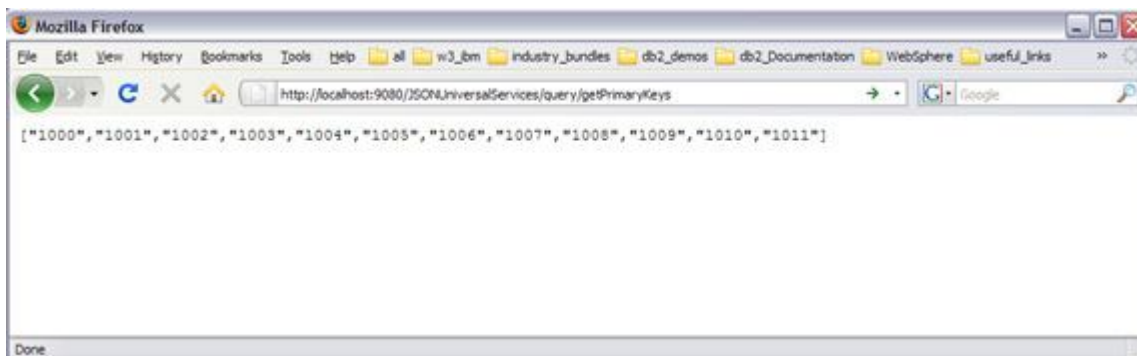 Mozilla Firefox
File Edit View History Bookmarks Tools Help all w3_ibm industry_bundles db2_demos db2_Documentation WebSphere useful_links »
http://localhost:9080/JSONUniversalServices/query/getPrimaryKeys G Google
["1000","1001","1002","1003","1004","1005","1006","1007","1008","1009","1010","1011"]
Done